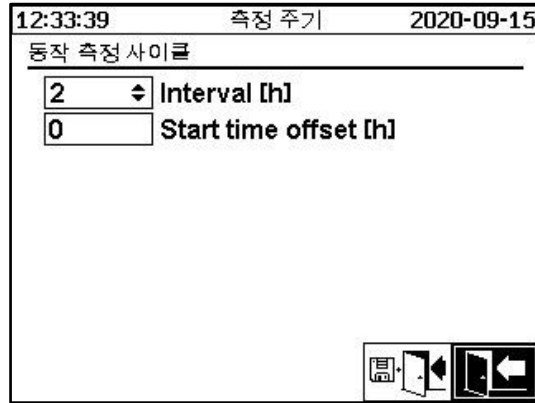 12:33:39 측정 주기 2020-09-15
동작 측정 사이클
2 Interval [h]
0 Start time offset [h]